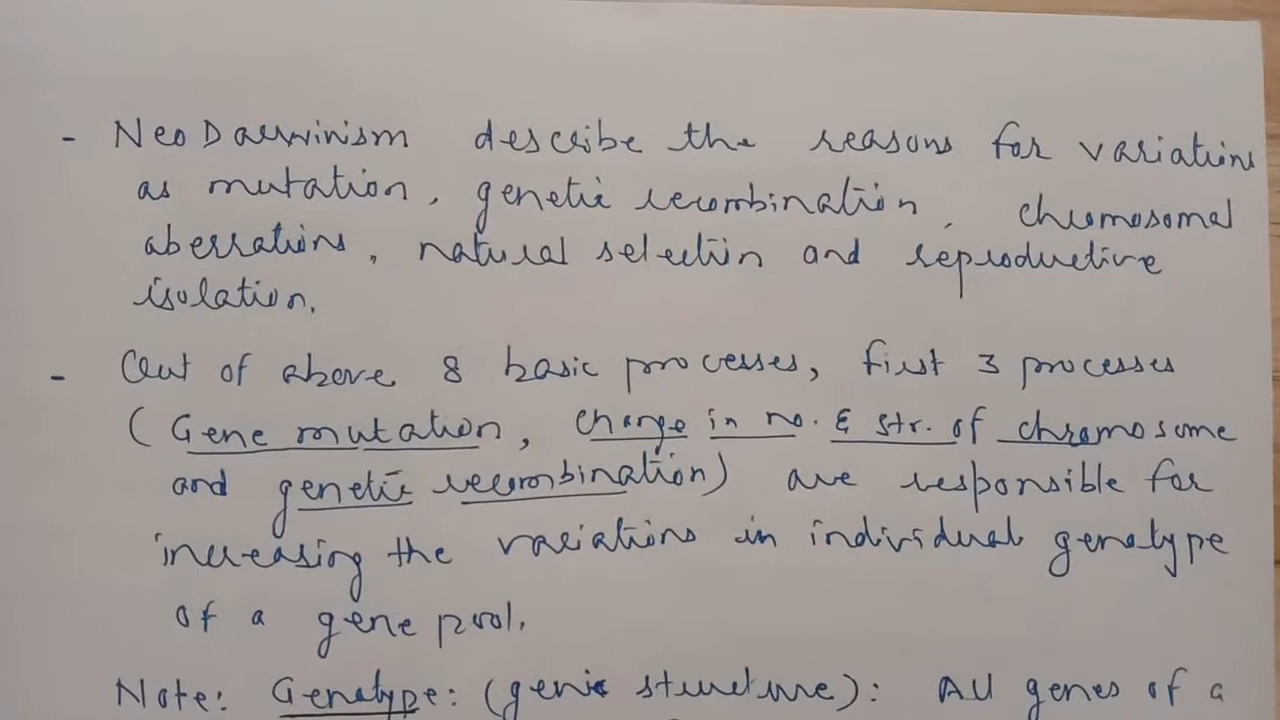 - Neo Darwinism describe the reasons for variations
as mutation, genetic recombination, chromosomal
aberrations, natural selection and reproductive
isolation.
- Out of above 8 basic processes, first 3 processes
(Gene mutation, change in no. & str. of chromosome
and genetic recombination) are responsible for
increasing the variations in individual genotype
of a gene pool.
Note: Genotype: (genic structure): All genes of a